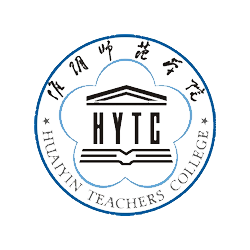 淮阴师范学院
HYTC
★ HUAIYIN TEACHERS COLLEGE ★